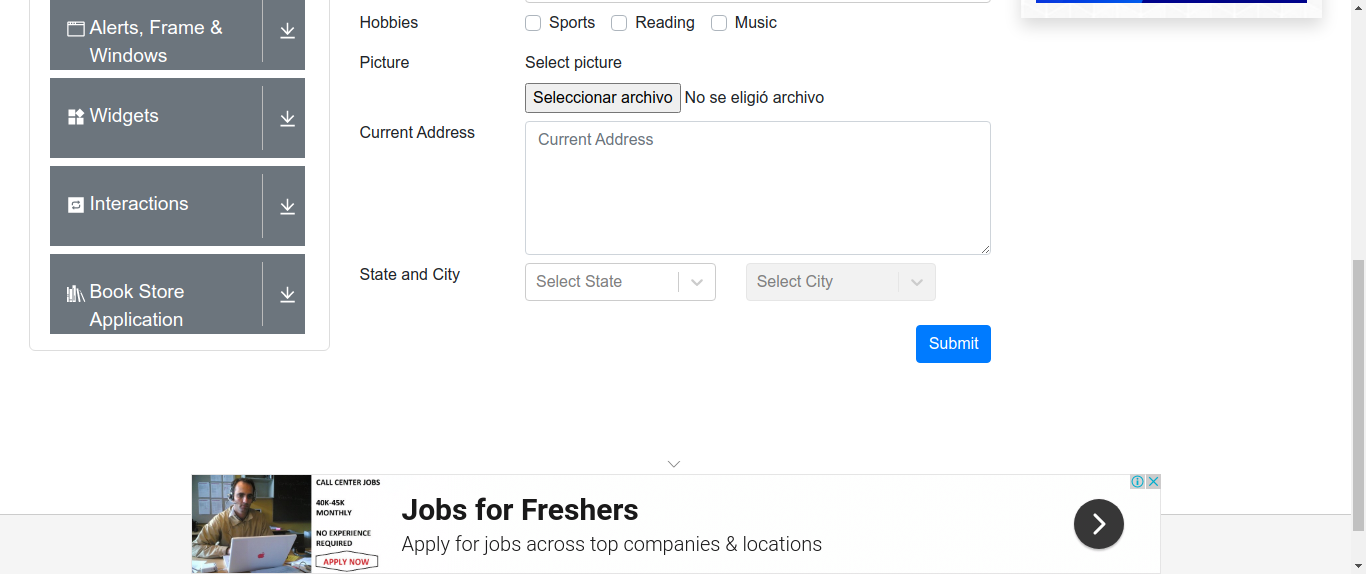 Alerts, Frame &
Windows
Widgets
Interactions
Book Store
Application
Hobbies
Sports
Reading
Music
Picture
Select picture
Seleccionar archivo No se eligió archivo
Current Address
Current Address
State and City
Select State
Select City
Submit
CALL CENTER JOBS
40K-45K
MONTHLY
NO EXPERIENCE
REQUIRED
APPLY NOW
Jobs for Freshers
Apply for jobs across top companies & locations